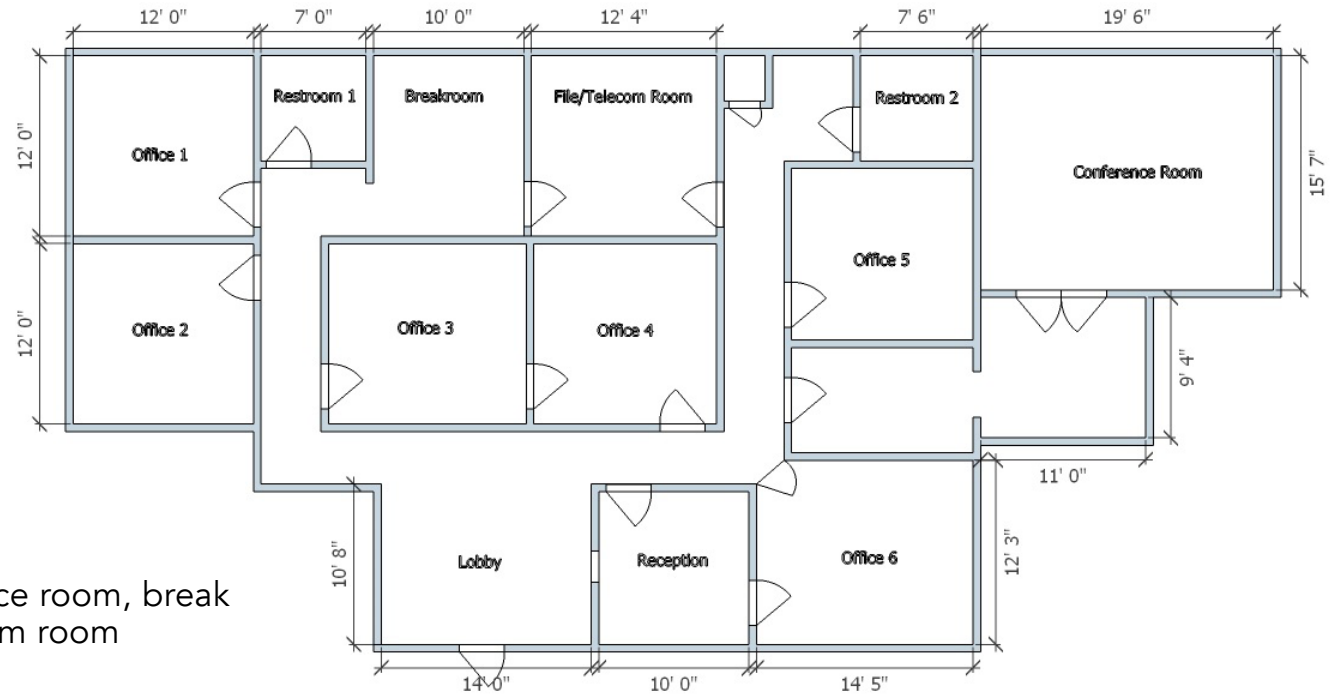 12' 0"
7' 0"
10' 0"
12' 4"
7' 6"
19' 6"
Restroom 1
Breakroom
File/Telecom Room
Restroom 2
12' 0"
Office 1
Conference Room
15' 7"
Office 5
12' 0"
Office 2
Office 3
Office 4
9' 4"
11' 0"
10' 8"
Lobby
Reception
Office 6
12' 3"
ce room, break
m room
14' 0"
10' 0"
14' 5"